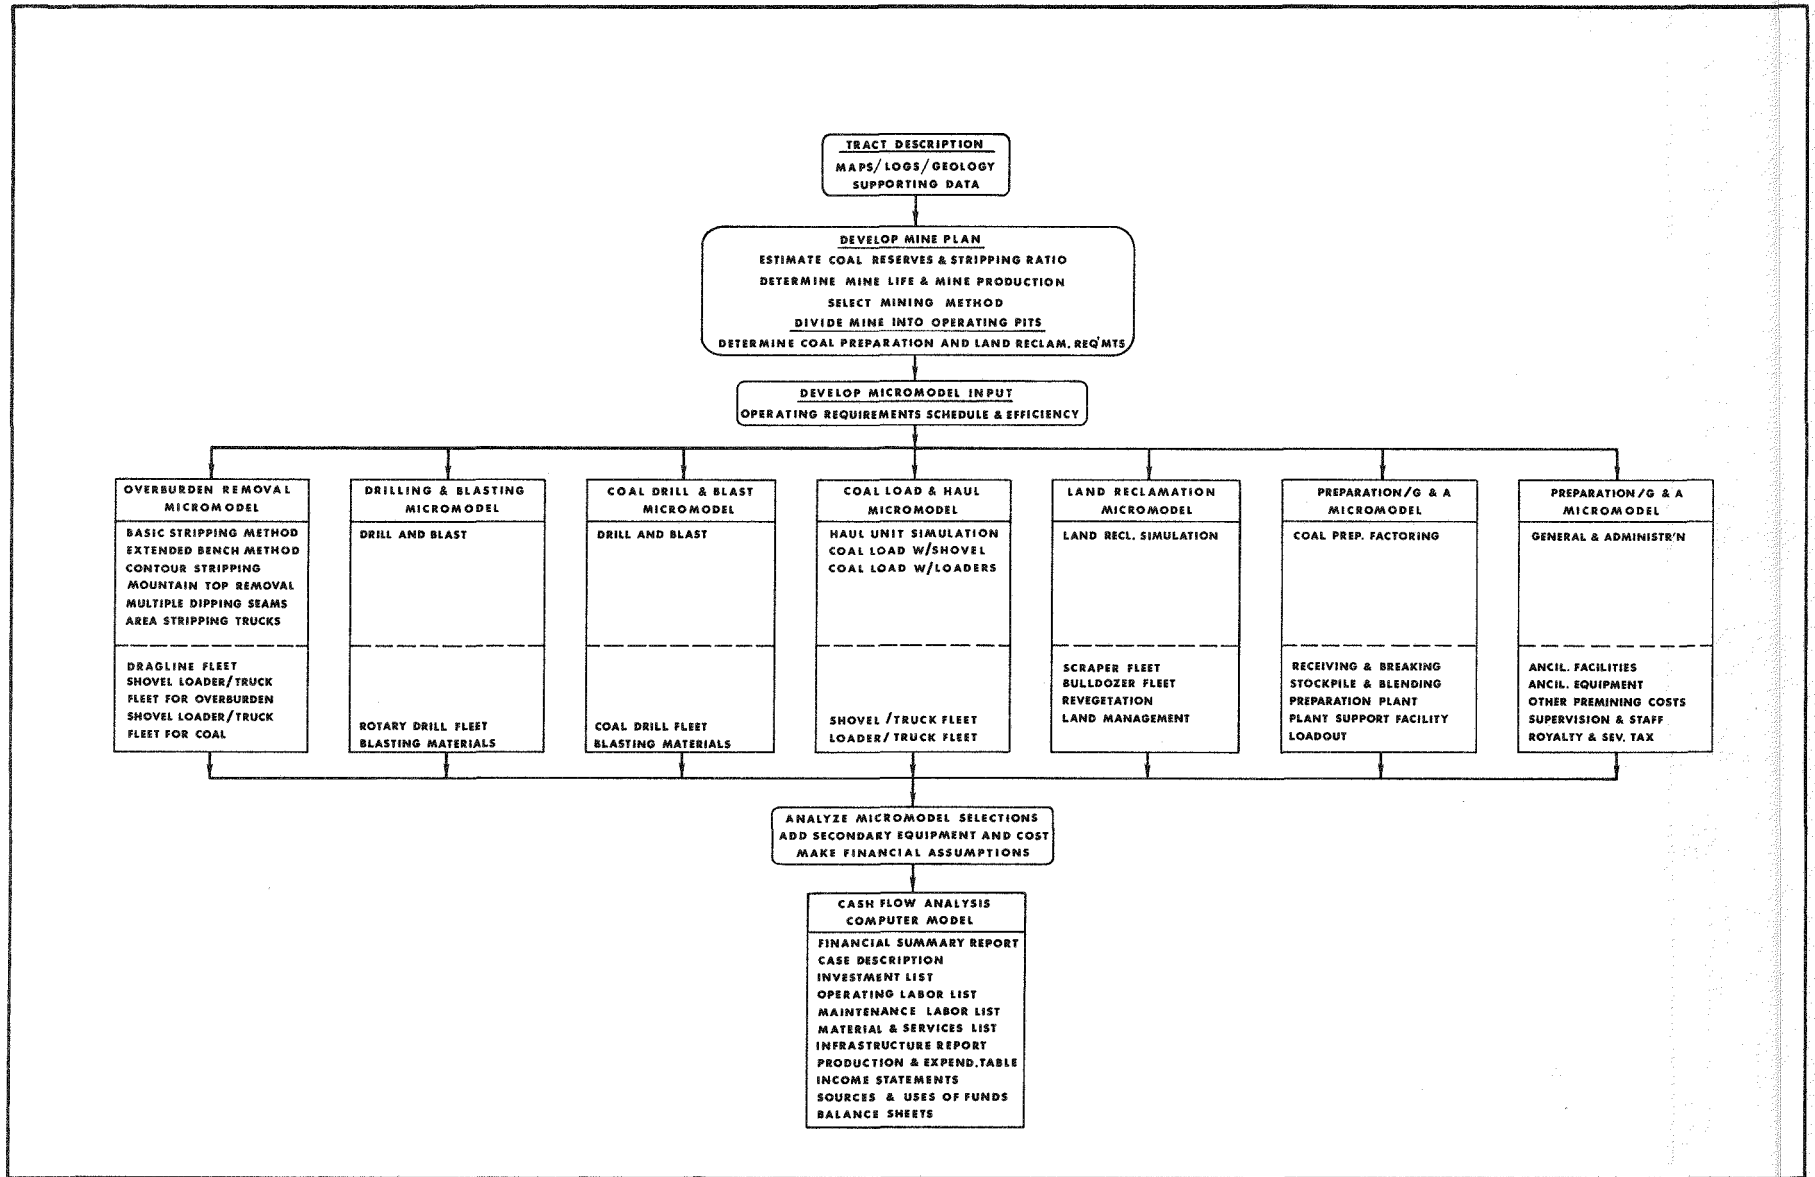 TRACT DESCRIPTION
MAPS/LOGS/GEOLOGY
SUPPORTING DATA
DEVELOP MINE PLAN
ESTIMATE COAL RESERVES & STRIPPING RATIO
DETERMINE MINE LIFE & MINE PRODUCTION
SELECT MINING METHOD
DIVIDE MINE INTO OPERATING PITS
DETERMINE COAL PREPARATION AND LAND RECLAM. REQ'MTS
DEVELOP MICROMODEL INPUT
OPERATING REQUIREMENTS SCHEDULE & EFFICIENCY
OVERBURDEN REMOVAL
MICROMODEL
BASIC STRIPPING METHOD
EXTENDED BENCH METHOD
CONTOUR STRIPPING
MOUNTAIN TOP REMOVAL
MULTIPLE DIPPING SEAMS
AREA STRIPPING TRUCKS
DRAGLINE FLEET
SHOVEL LOADER/TRUCK
FLEET FOR OVERBURDEN
SHOVEL LOADER/TRUCK
FLEET FOR COAL
DRILLING & BLASTING
MICROMODEL
DRILL AND BLAST
ROTARY DRILL FLEET
BLASTING MATERIALS
COAL DRILL & BLAST
MICROMODEL
DRILL AND BLAST
COAL DRILL FLEET
BLASTING MATERIALS
COAL LOAD & HAUL
MICROMODEL
HAUL UNIT SIMULATION
COAL LOAD W/SHOVEL
COAL LOAD W/LOADERS
SHOVEL /TRUCK FLEET
LOADER/TRUCK FLEET
LAND RECLAMATION
MICROMODEL
LAND RECL. SIMULATION
SCRAPER FLEET
BULLDOZER FLEET
REVEGETATION
LAND MANAGEMENT
PREPARATION/G & A
MICROMODEL
COAL PREP. FACTORING
RECEIVING & BREAKING
STOCKPILE & BLENDING
PREPARATION PLANT
PLANT SUPPORT FACILITY
LOADOUT
PREPARATION/G & A
MICROMODEL
GENERAL & ADMINISTR'N
ANCIL. FACILITIES
ANCIL. EQUIPMENT
OTHER PREMINING COSTS
SUPERVISION & STAFF
ROYALTY & SEV. TAX
ANALYZE MICROMODEL SELECTIONS
ADD SECONDARY EQUIPMENT AND COST
MAKE FINANCIAL ASSUMPTIONS
CASH FLOW ANALYSIS
COMPUTER MODEL
FINANCIAL SUMMARY REPORT
CASE DESCRIPTION
INVESTMENT LIST
OPERATING LABOR LIST
MAINTENANCE LABOR LIST
MATERIAL & SERVICES LIST
INFRASTRUCTURE REPORT
PRODUCTION & EXPEND. TABLE
INCOME STATEMENTS
SOURCES & USES OF FUNDS
BALANCE SHEETS